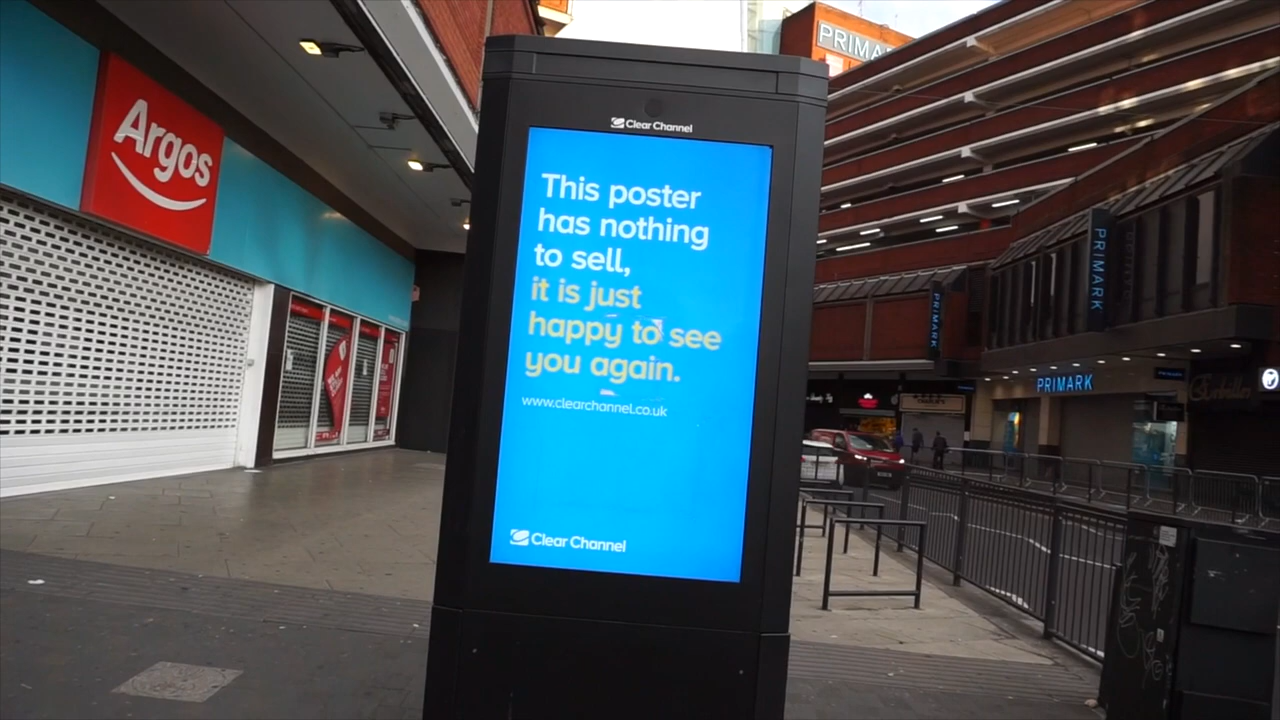 Argos
PRIMA
Clear Channel
This poster
has nothing
to sell,
it is just
happy to see
you again.
www.clearchannel.co.uk
Clear Channel
PRIMARK
PRIMARK
PRIMARK